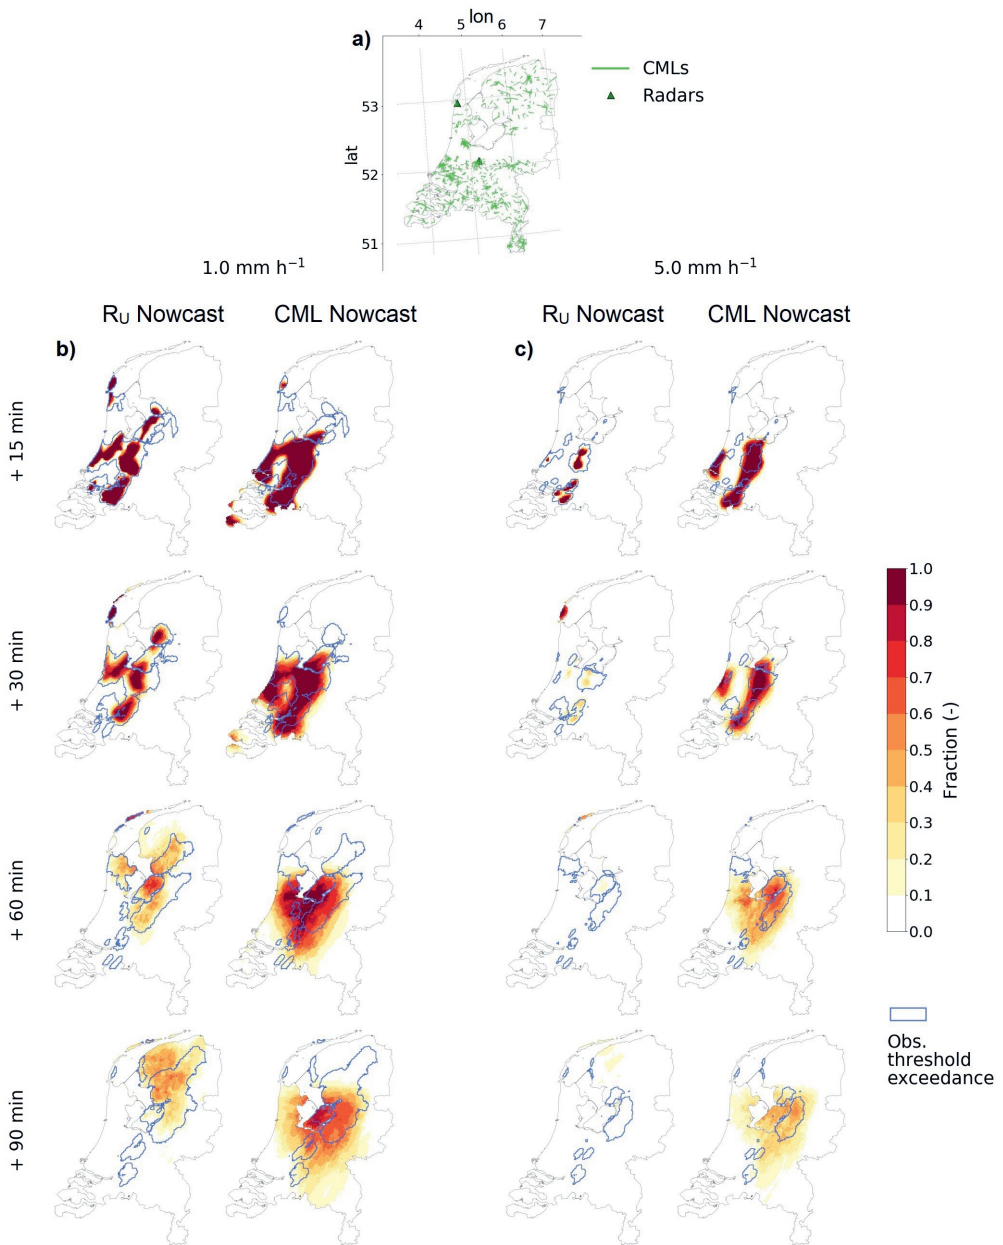 lon
4 5 6 7
a)
CMLs
Radars
53
lat
52
51
1.0 mm h⁻¹
5.0 mm h⁻¹
R_U Nowcast
CML Nowcast
R_U Nowcast
CML Nowcast
b)
c)
+ 15 min
+ 30 min
+ 60 min
+ 90 min
1.0
0.9
0.8
0.7
0.6
0.5
0.4
0.3
0.2
0.1
0.0
Fraction (-)
Obs.
threshold
exceedance